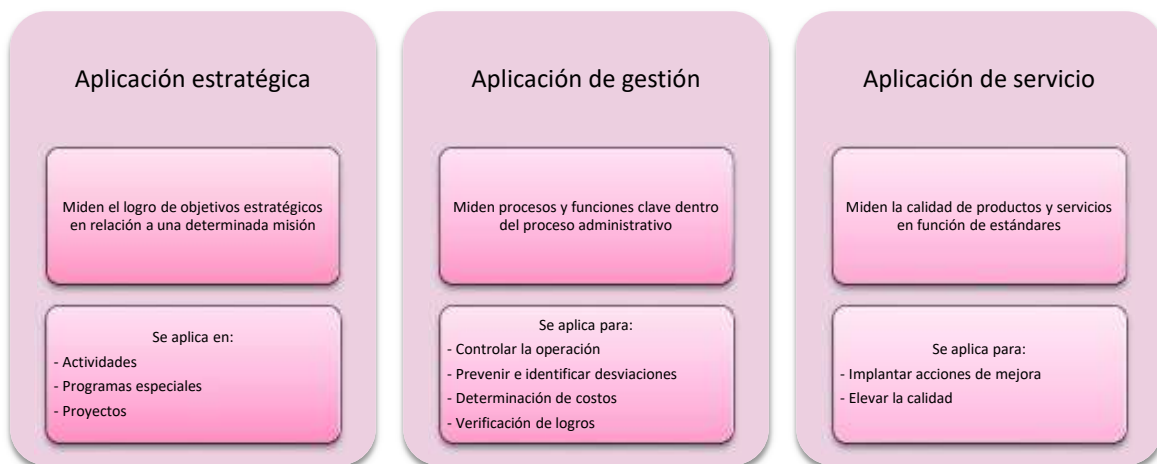 Aplicación estratégica
Miden el logro de objetivos estratégicos
en relación a una determinada misión
Se aplica en:
- Actividades
- Programas especiales
- Proyectos
Aplicación de gestión
Miden procesos y funciones clave dentro
del proceso administrativo
Se aplica para:
- Controlar la operación
- Prevenir e identificar desviaciones
- Determinación de costos
- Verificación de logros
Aplicación de servicio
Miden la calidad de productos y servicios
en función de estándares
Se aplica para:
- Implantar acciones de mejora
- Elevar la calidad